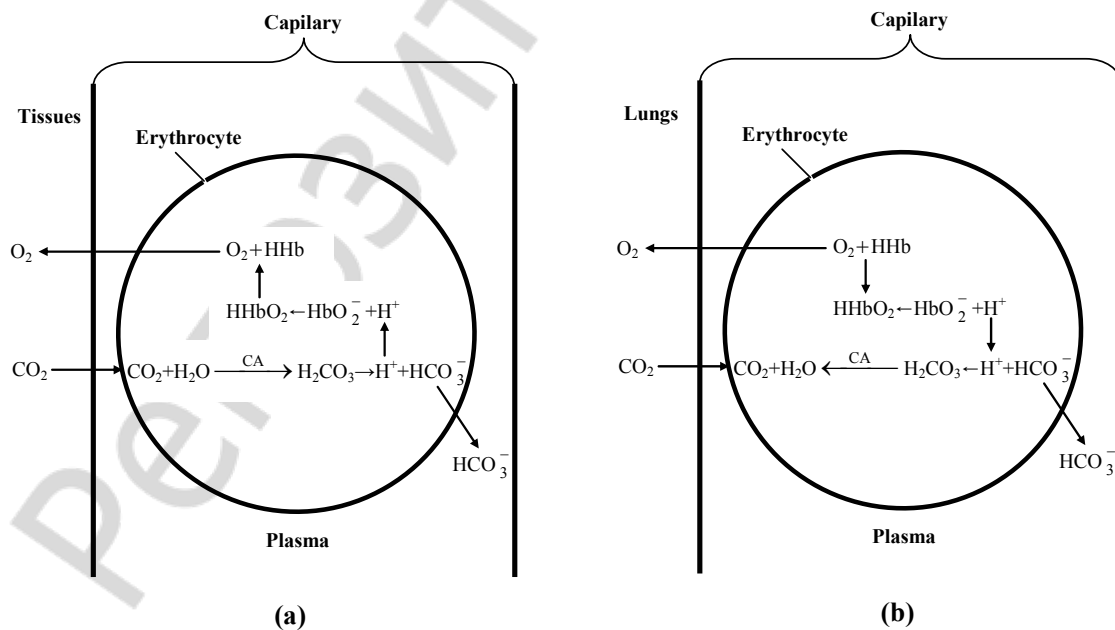 Capilary
Tissues
Erythrocyte
O₂
O₂+HHb
HHbO₂←HbO₂⁻+H⁺
CO₂
CO₂+H₂O CA H₂CO₃→H⁺+HCO₃⁻
HCO₃⁻
Plasma
(a)
Capilary
Lungs
Erythrocyte
O₂
O₂+HHb
HHbO₂←HbO₂⁻+H⁺
CO₂
CO₂+H₂O CA H₂CO₃←H⁺+HCO₃⁻
HCO₃⁻
Plasma
(b)
Репозит